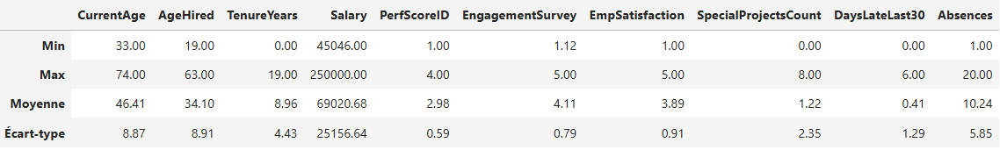 CurrentAge AgeHired TenureYears Salary PerfScoreID EngagementSurvey EmpSatisfaction SpecialProjectsCount DaysLateLast30 Absences
Min 33.00 19.00 0.00 45046.00 1.00 1.12 1.00 0.00 0.00 1.00
Max 74.00 63.00 19.00 250000.00 4.00 5.00 5.00 8.00 6.00 20.00
Moyenne 46.41 34.10 8.96 69020.68 2.98 4.11 3.89 1.22 0.41 10.24
Écart-type 8.87 8.91 4.43 25156.64 0.59 0.79 0.91 2.35 1.29 5.85